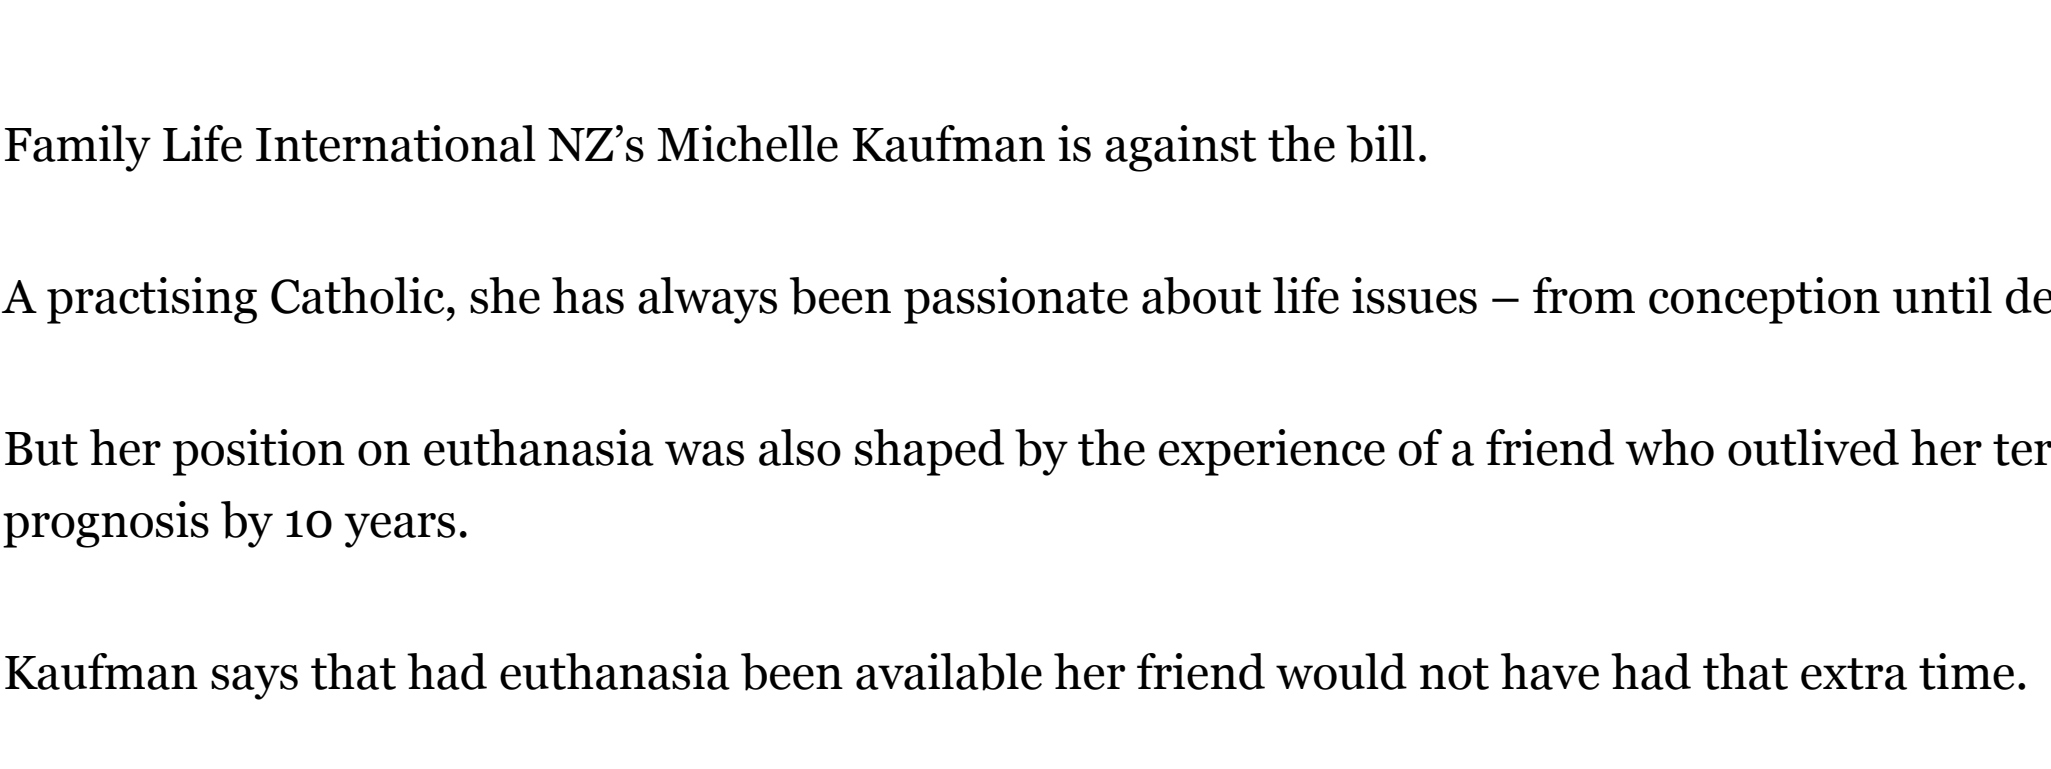 Family Life International NZ’s Michelle Kaufman is against the bill.
A practising Catholic, she has always been passionate about life issues – from conception until
But her position on euthanasia was also shaped by the experience of a friend who outlived her
prognosis by 10 years.
Kaufman says that had euthanasia been available her friend would not have had that extra time.